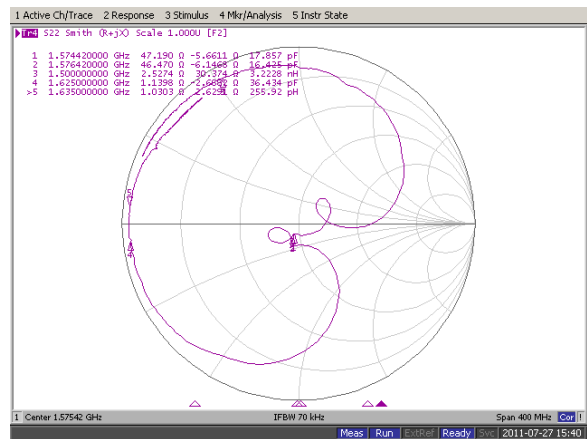 1 Active Ch/Trace 2 Response 3 Stimulus 4 Mkr/Analysis 5 Instr State
Tr4 S22 Smith (R+jX) Scale 1.000U [F2]
1 1.574420000 GHz 47.190 Ω -5.6611 Ω 17.857 pF
2 1.576420000 GHz 46.470 Ω -6.1468 Ω 16.425 pF
3 1.500000000 GHz 2.5274 Ω 30.374 Ω 3.2228 nH
4 1.625000000 GHz 1.1398 Ω -2.6882 Ω 36.434 pF
>5 1.635000000 GHz 1.0303 Ω 2.6291 Ω 255.92 pH
5
4
1 Center 1.57542 GHz IFBW 70 kHz Span 400 MHz Cor !
Meas Run ExtRef Ready Svc 2011-07-27 15:40